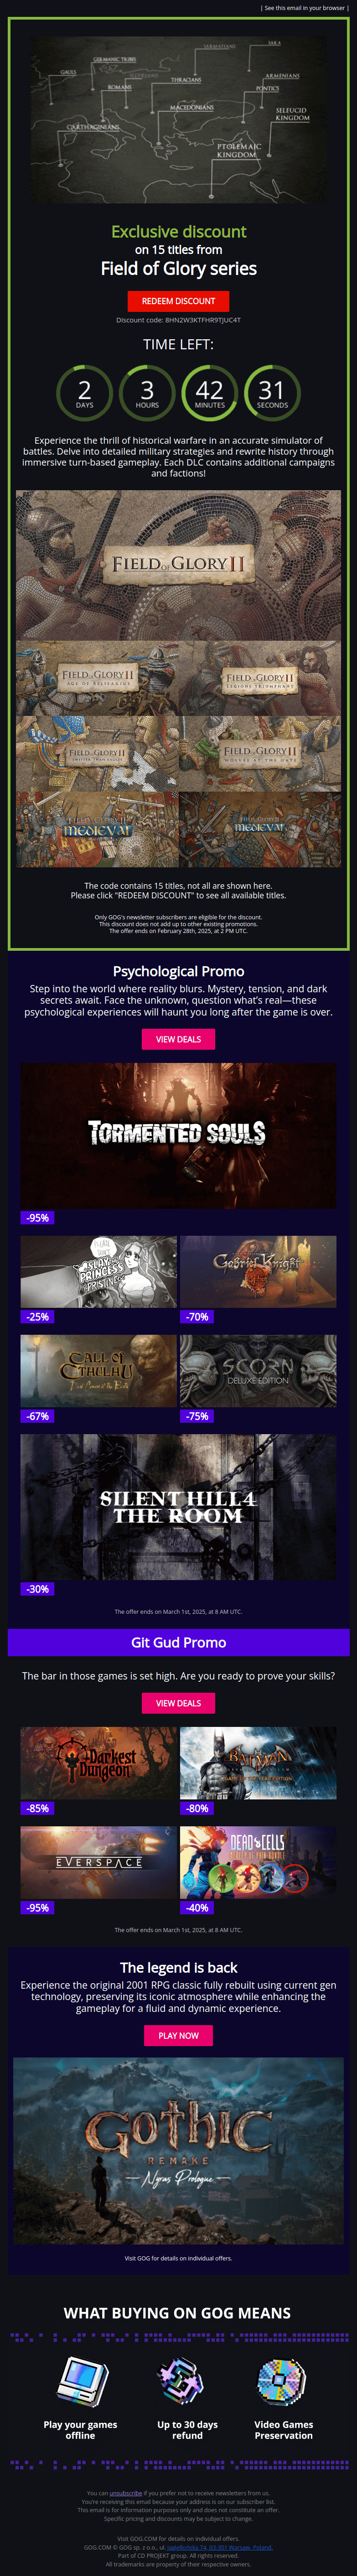 | See this email in your browser |
SARMATIANS
SAKA
GERMANIC TRIBES
GAULS
ILLYRIANS
THRACIANS
ARMENIANS
ROMANS
PONTICS
MACEDONIANS
SELEUCID
KINGDOM
CARTHAGINIANS
PTOLEMAIC
KINGDOM
Exclusive discount
on 15 titles from
Field of Glory series
REDEEM DISCOUNT
Discount code: 8HN2W3KTFHR9TJUC4T
TIME LEFT:
2 3 42 31
DAYS HOURS MINUTES SECONDS
Experience the thrill of historical warfare in an accurate simulator of
battles. Delve into detailed military strategies and rewrite history through
immersive turn-based gameplay. Each DLC contains additional campaigns
and factions!
FIELD OF GLORY II
FIELD OF GLORY II
AGE OF BELISARIUS
FIELD OF GLORY II
LEGIONS TRIUMPHANT
FIELD OF GLORY II
SWIFTER THAN EAGLES
FIELD OF GLORY II
WOLVES AT THE GATE
FIELD OF GLORY II
MEDIEVAL
FIELD OF GLORY II
MEDIEVAL
The code contains 15 titles, not all are shown here.
Please click "REDEEM DISCOUNT" to see all available titles.
Only GOG's newsletter subscribers are eligible for the discount.
This discount does not add up to other existing promotions.
The offer ends on February 28th, 2025, at 2 PM UTC.
Psychological Promo
Step into the world where reality blurs. Mystery, tension, and dark
secrets await. Face the unknown, question what's real—these
psychological experiences will haunt you long after the game is over.
VIEW DEALS
TORMENTED SOULS
-95%
SLAY THE
PRINCESS
PRISTINE CUT
Gabriel Knight
-25%
-70%
CALL OF
CTHULHU
Dark Corners of the Earth
SCORN
DELUXE EDITION
-67%
-75%
SILENT HILL 4
THE ROOM
-30%
The offer ends on March 1st, 2025, at 8 AM UTC.
Git Gud Promo
The bar in those games is set high. Are you ready to prove your skills?
VIEW DEALS
Darkest
Dungeon
BATMAN
ARKHAM ASYLUM
GAME OF THE YEAR EDITION
-85%
-80%
EVERSPACE
DEAD CELLS
-95%
-40%
The offer ends on March 1st, 2025, at 8 AM UTC.
The legend is back
Experience the original 2001 RPG classic fully rebuilt using current gen
technology, preserving its iconic atmosphere while enhancing the
gameplay for a fluid and dynamic experience.
PLAY NOW
GOTHIC
REMAKE
Nyras Prologue
Visit GOG for details on individual offers.
WHAT BUYING ON GOG MEANS
Play your games
offline
Up to 30 days
refund
Video Games
Preservation
You can unsubscribe if you prefer not to receive newsletters from us.
You're receiving this email because your address is on our subscriber list.
This email is for information purposes only and does not constitute an offer.
Specific pricing and discounts may be subject to change.
Visit GOG.COM for details on individual offers.
GOG.COM © GOG sp. z o.o., ul. Jagiellońska 74, 03-301 Warsaw, Poland.
Part of CD PROJEKT group. All rights reserved.
All trademarks are property of their respective owners.